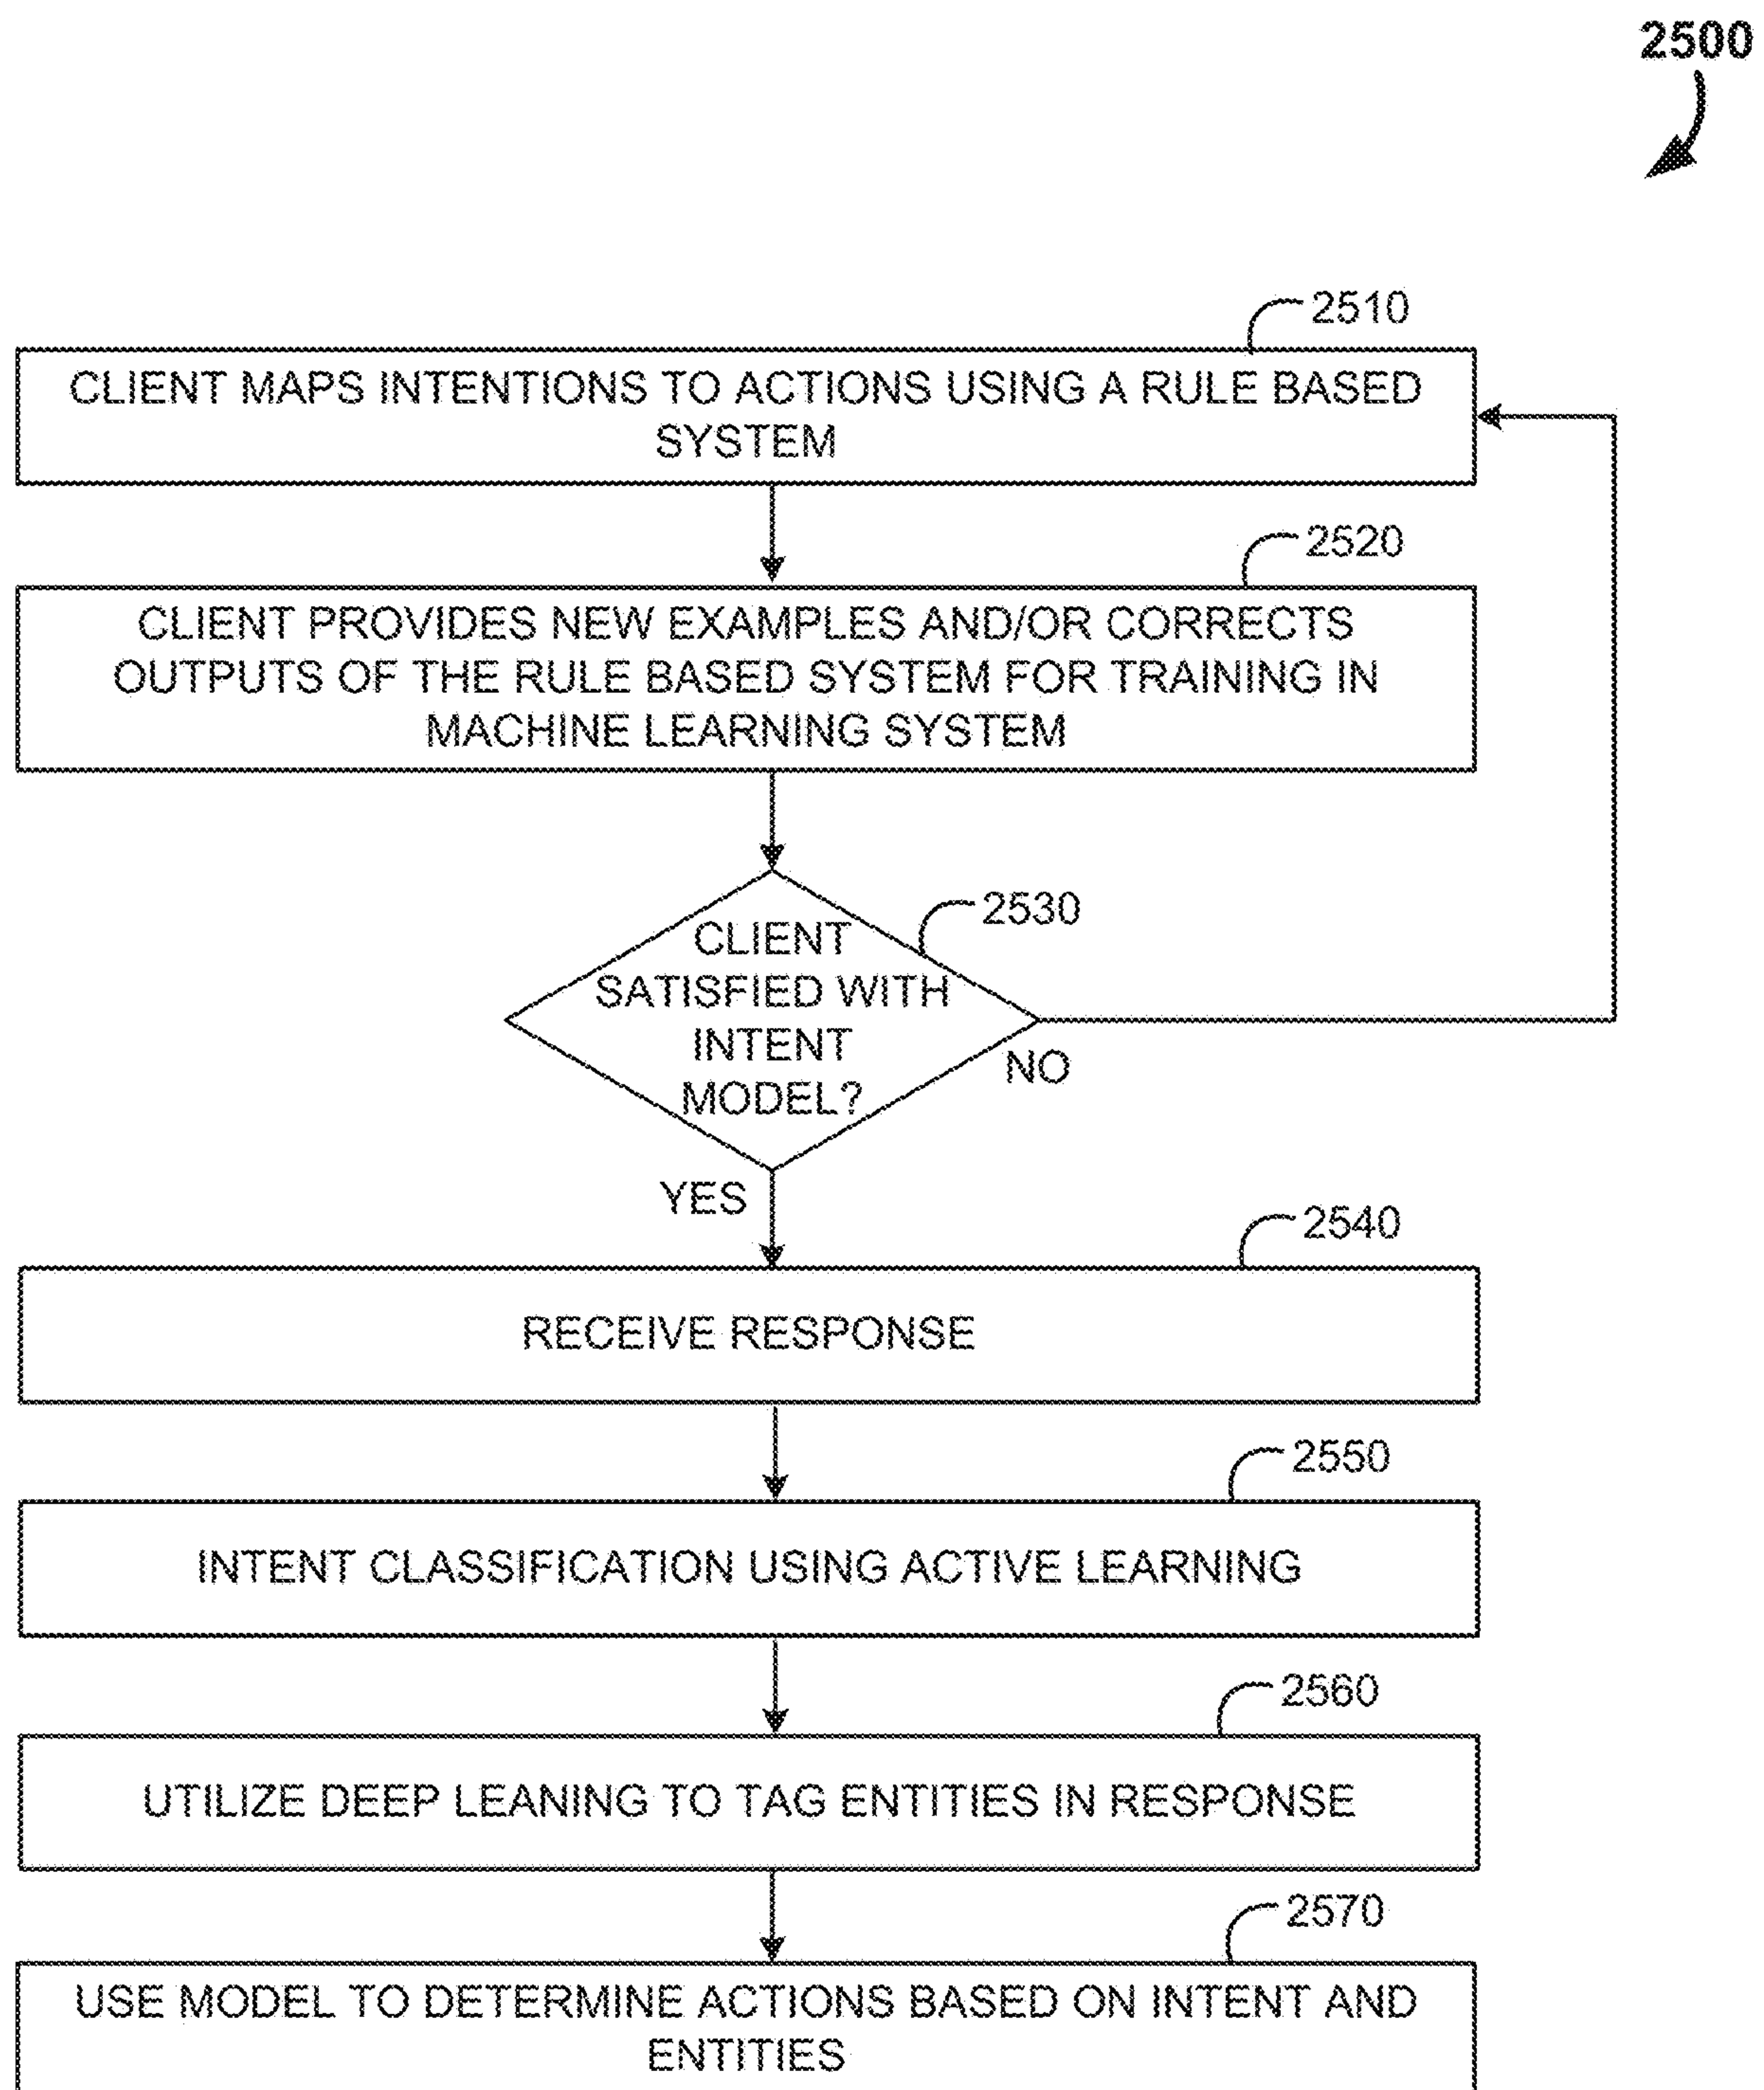 2500
2510
CLIENT MAPS INTENTIONS TO ACTIONS USING A RULE BASED
SYSTEM
2520
CLIENT PROVIDES NEW EXAMPLES AND/OR CORRECTS
OUTPUTS OF THE RULE BASED SYSTEM FOR TRAINING IN
MACHINE LEARNING SYSTEM
2530
CLIENT
SATISFIED WITH
INTENT
MODEL?
NO
YES
2540
RECEIVE RESPONSE
2550
INTENT CLASSIFICATION USING ACTIVE LEARNING
2560
UTILIZE DEEP LEANING TO TAG ENTITIES IN RESPONSE
2570
USE MODEL TO DETERMINE ACTIONS BASED ON INTENT AND
ENTITIES